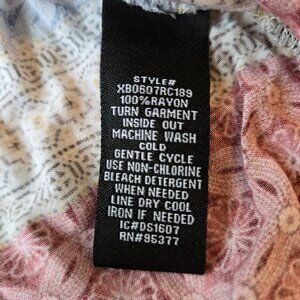 STYLE#
XB0607RC189
100%RAYON
TURN GARMENT
INSIDE OUT
MACHINE WASH
COLD
GENTLE CYCLE
USE NON-CHLORINE
BLEACH DETERGENT
WHEN NEEDED
LINE DRY COOL
IRON IF NEEDED
IC#DS1607
RN#95377